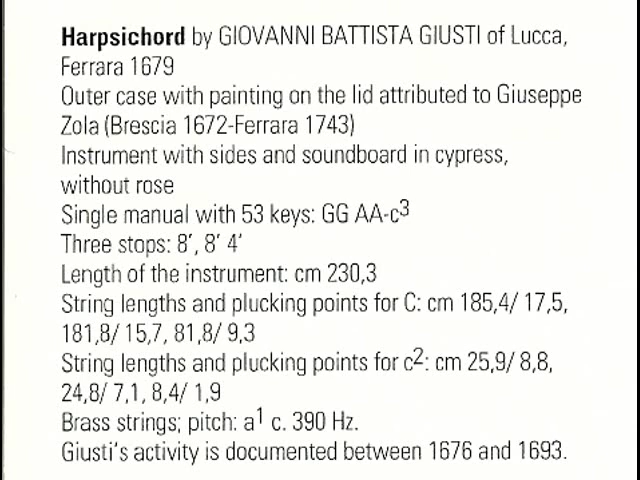 Harpsichord by GIOVANNI BATTISTA GIUSTI of Lucca,
Ferrara 1679
Outer case with painting on the lid attributed to Giuseppe
Zola (Brescia 1672-Ferrara 1743)
Instrument with sides and soundboard in cypress,
without rose
Single manual with 53 keys: GG AA-c³
Three stops: 8', 8' 4'
Length of the instrument: cm 230,3
String lengths and plucking points for C: cm 185,4/ 17,5,
181,8/ 15,7, 81,8/ 9,3
String lengths and plucking points for c²: cm 25,9/ 8,8,
24,8/ 7,1, 8,4/ 1,9
Brass strings; pitch: a¹ c. 390 Hz.
Giusti's activity is documented between 1676 and 1693.